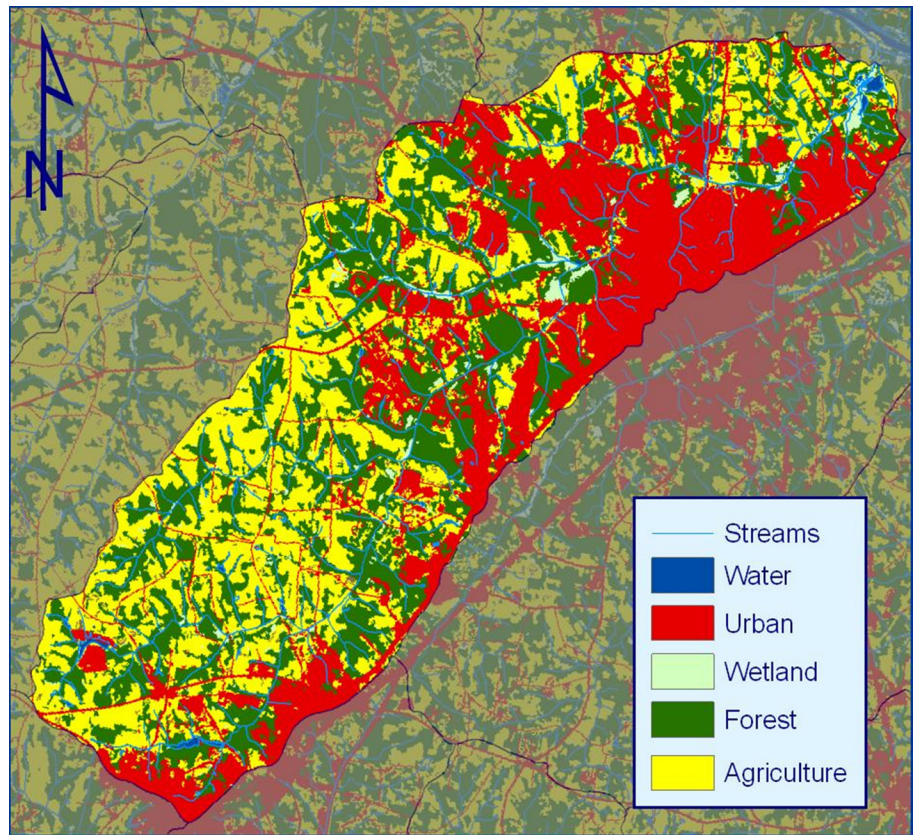 N
Streams
Water
Urban
Wetland
Forest
Agriculture